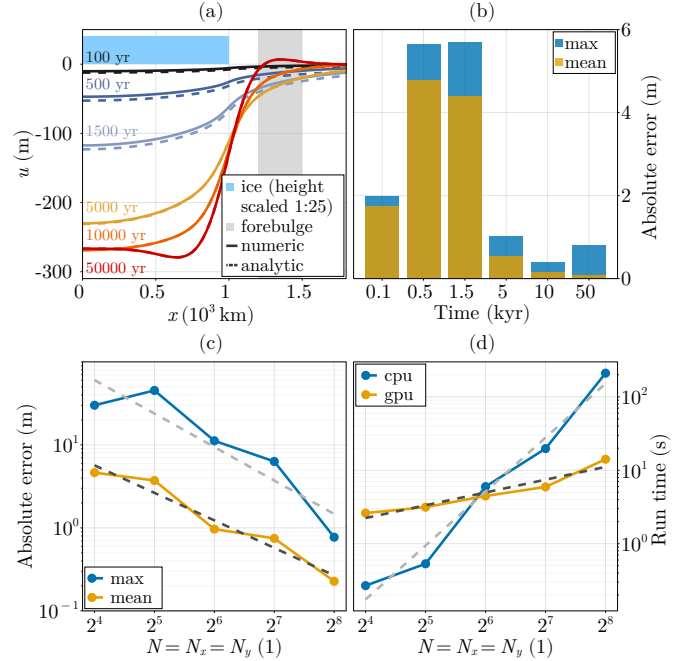 (a)
(b)
100 yr
500 yr
1500 yr
5000 yr
10000 yr
50000 yr
ice (height
scaled 1:25)
forebulge
numeric
analytic
0
-100
-200
-300
u (m)
0 0.5 1.0 1.5
x (10³ km)
max
mean
6
4
2
0
Absolute error (m)
0.1 0.5 1.5 5 10 50
Time (kyr)
(c)
(d)
Absolute error (m)
10¹
10⁰
10⁻¹
max
mean
2⁴ 2⁵ 2⁶ 2⁷ 2⁸
N = Nₓ = N_y (1)
cpu
gpu
10²
10¹
10⁰
Run time (s)
2⁴ 2⁵ 2⁶ 2⁷ 2⁸
N = Nₓ = N_y (1)